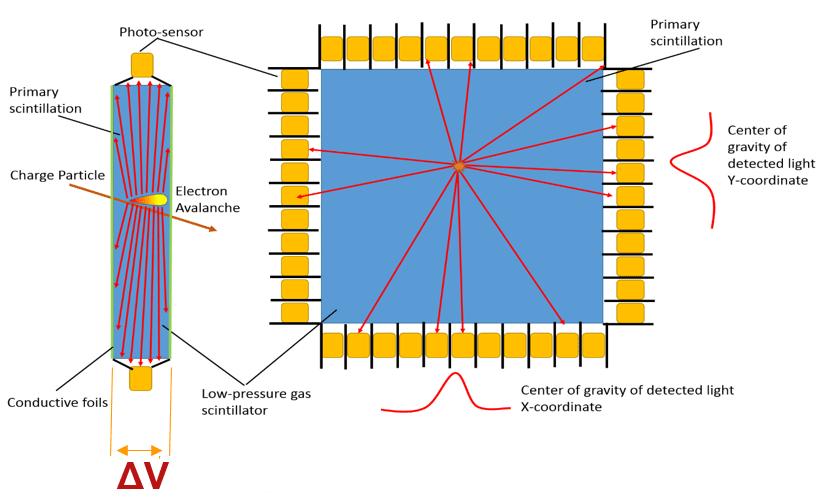 Photo-sensor
Primary
scintillation
Primary
scintillation
Charge Particle
Electron
Avalanche
Center of
gravity of
detected light
Y-coordinate
Conductive foils
Low-pressure gas
scintillator
Center of gravity of detected light
X-coordinate
ΔV